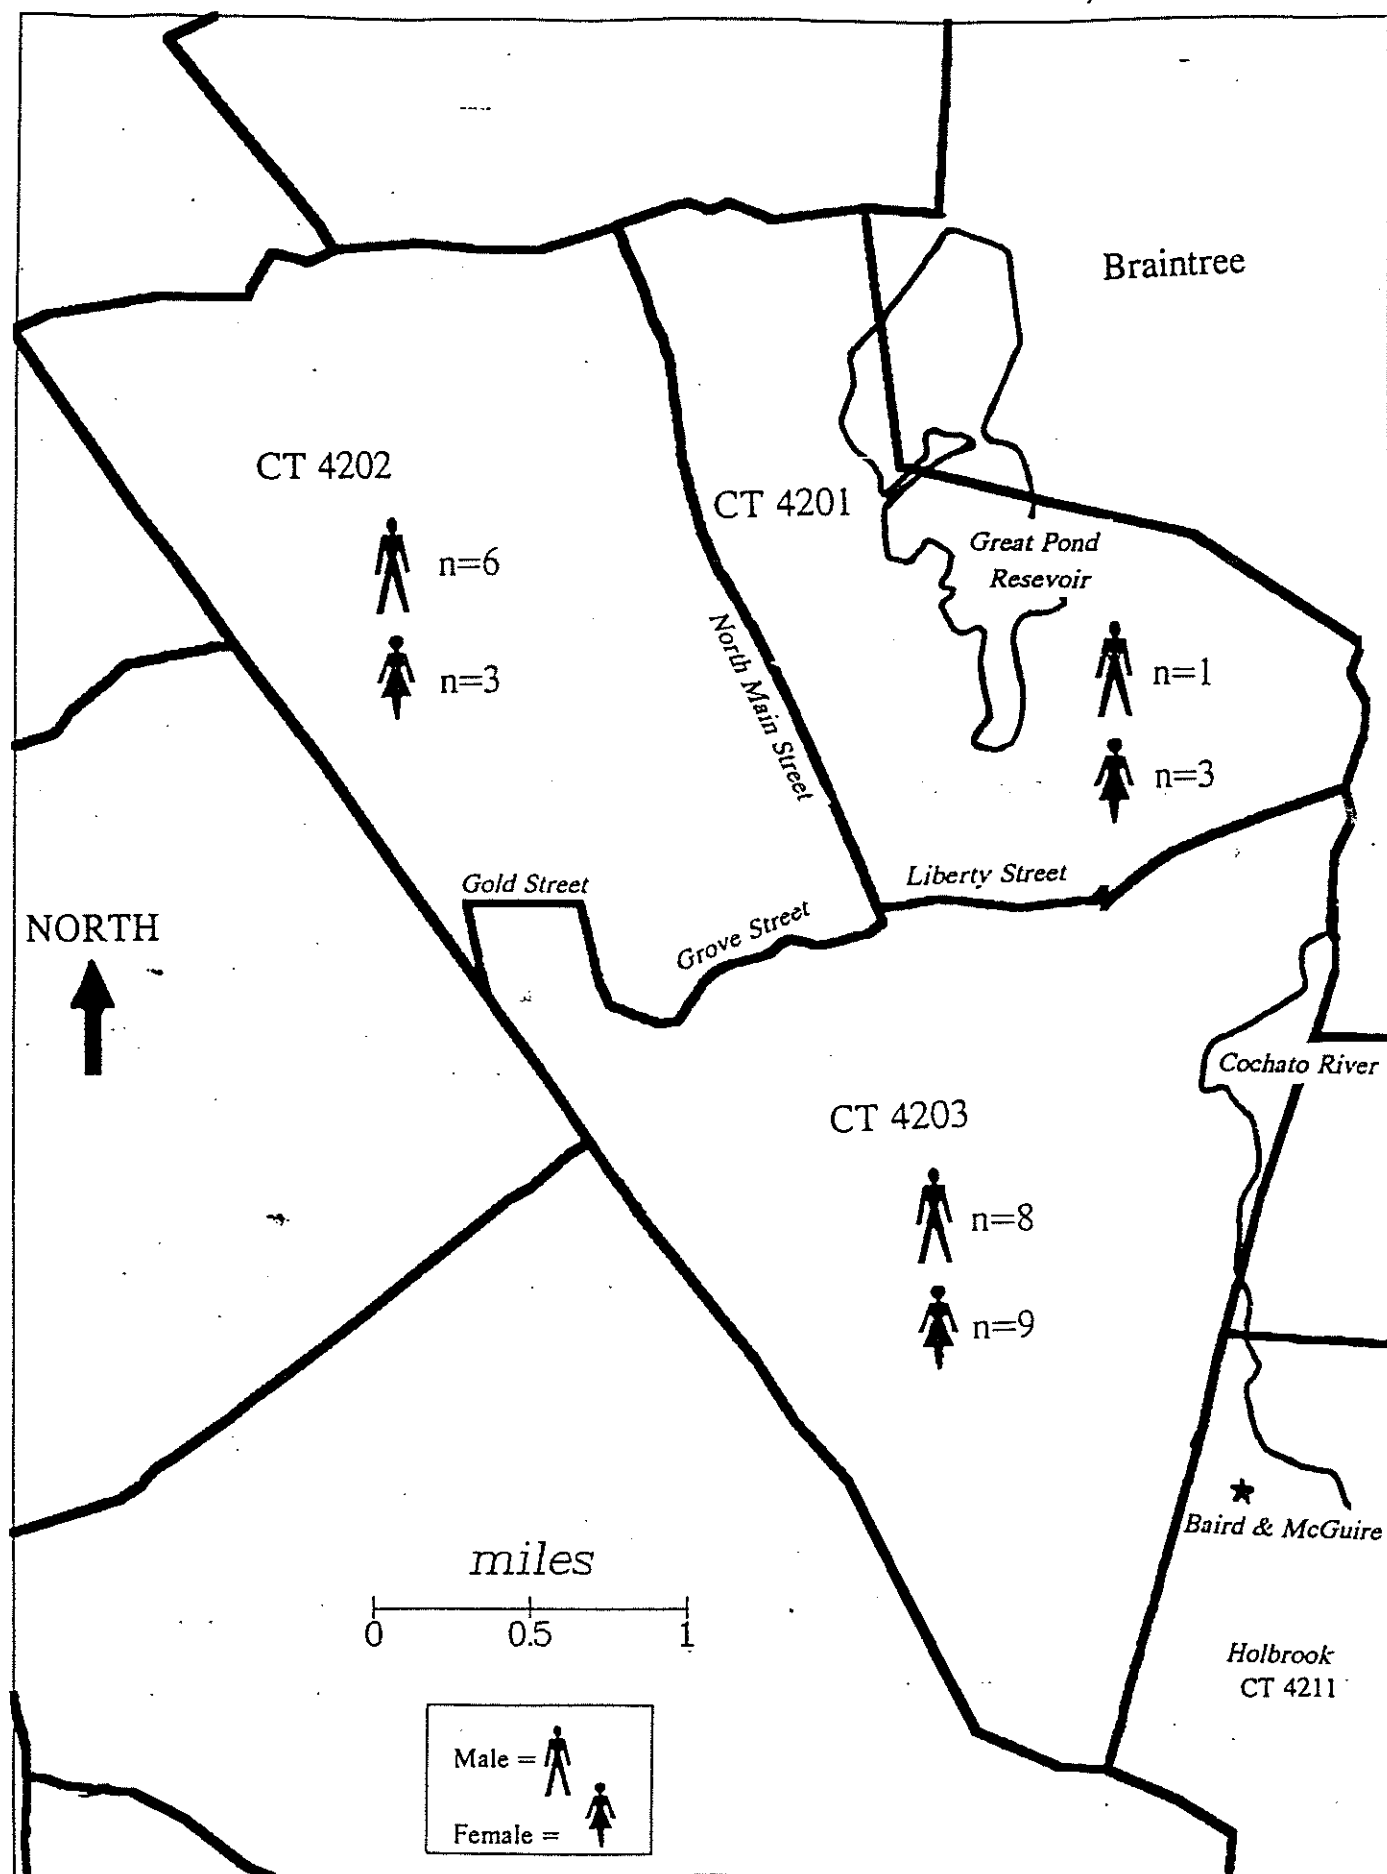 Braintree
CT 4202
CT 4201
n=6
Great Pond
Resevoir
n=3
North Main Street
n=1
n=3
Gold Street
Liberty Street
Grove Street
NORTH
Cochato River
CT 4203
n=8
n=9
Baird & McGuire
miles
0 0.5 1
Holbrook
CT 4211
Male =
Female =